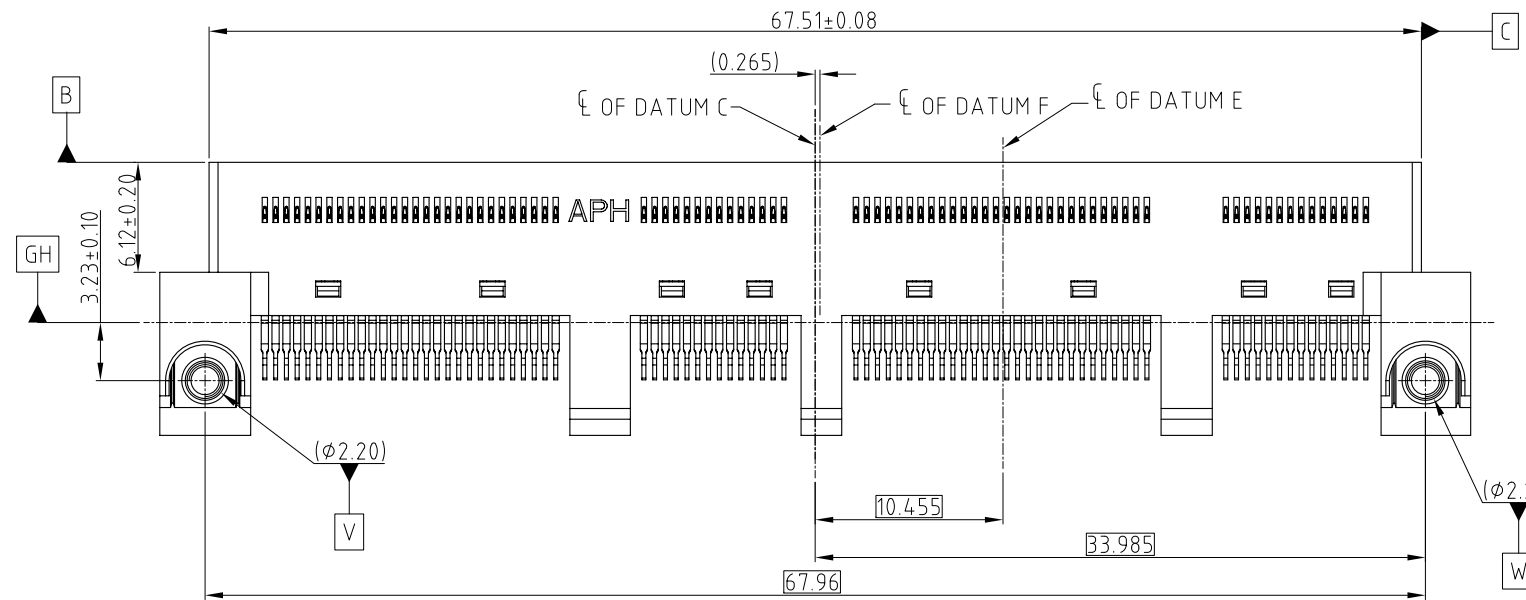 67.51±0.08
C
(0.265)
B
℄ OF DATUM C
℄ OF DATUM F
℄ OF DATUM E
6.12±0.20
APH
GH
3.23±0.10
(ϕ2.20)
(ϕ2.
V
10.455
33.985
W
67.96